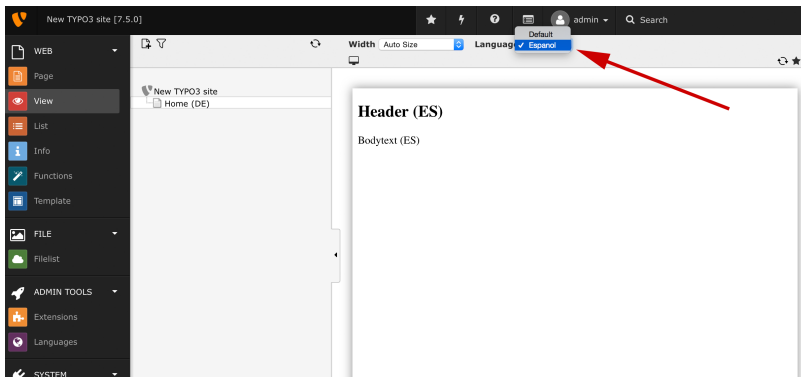 New TYPO3 site [7.5.0]
admin
Search
WEB
Page
View
List
Info
Functions
Template
FILE
Filelist
ADMIN TOOLS
Extensions
Languages
SYSTEM
New TYPO3 site
Home (DE)
Width Auto Size Language
Default
✓ Espanol
Header (ES)
Bodytext (ES)